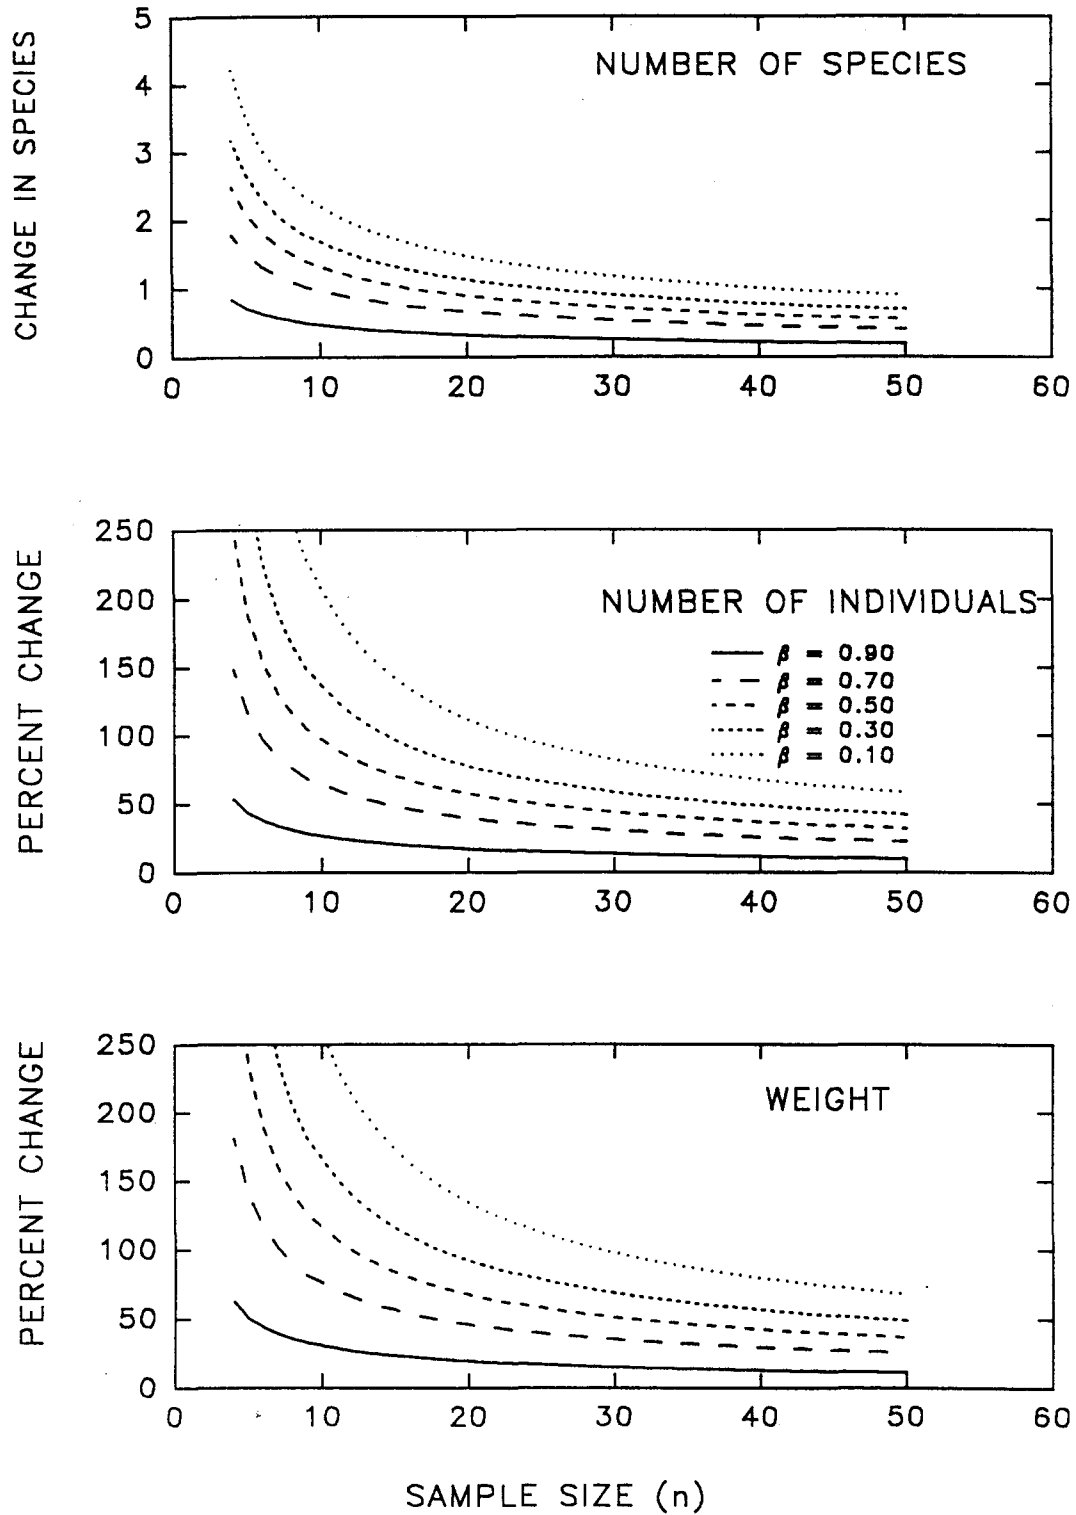 NUMBER OF SPECIES
CHANGE IN SPECIES
5
4
3
2
1
0
0 10 20 30 40 50 60
NUMBER OF INDIVIDUALS
PERCENT CHANGE
250
200
150
100
50
0
β = 0.90
β = 0.70
β = 0.50
β = 0.30
β = 0.10
0 10 20 30 40 50 60
WEIGHT
PERCENT CHANGE
250
200
150
100
50
0
0 10 20 30 40 50 60
SAMPLE SIZE (n)